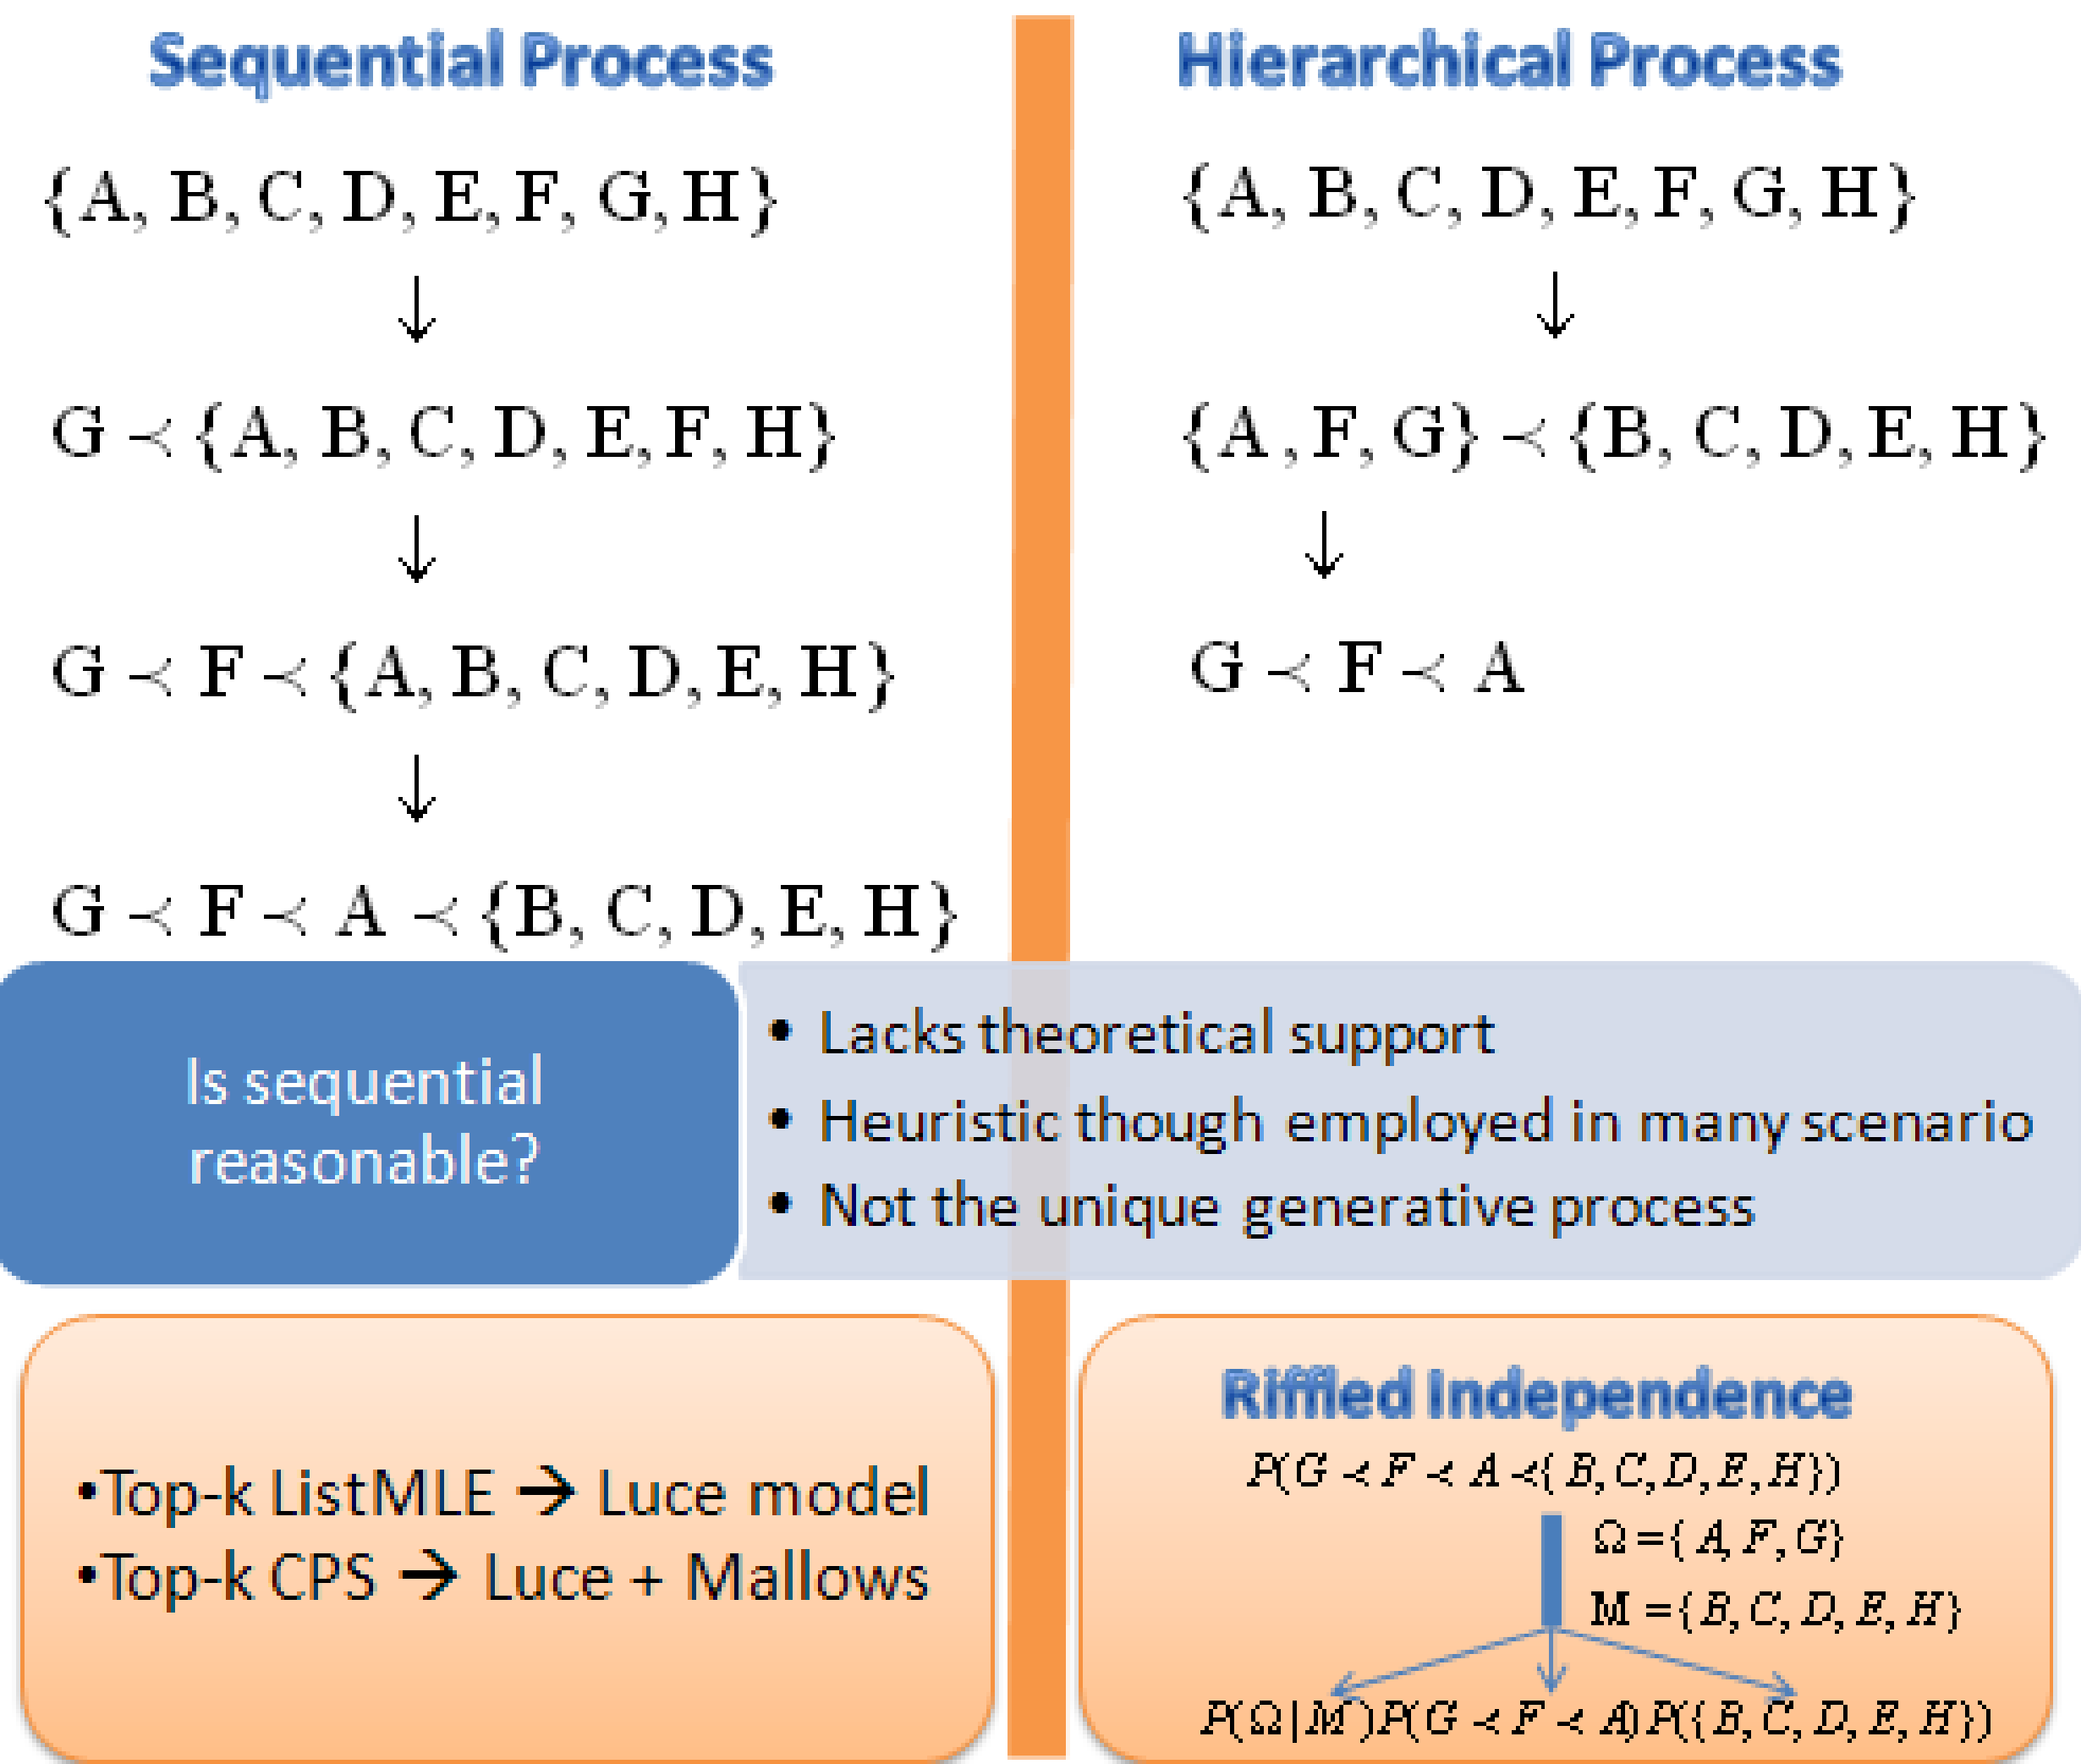 Sequential Process
{A, B, C, D, E, F, G, H}
↓
G ≺ {A, B, C, D, E, F, H}
↓
G ≺ F ≺ {A, B, C, D, E, H}
↓
G ≺ F ≺ A ≺ {B, C, D, E, H}
Hierarchical Process
{A, B, C, D, E, F, G, H}
↓
{A ,F, G} ≺ {B, C, D, E, H}
↓
G ≺ F ≺ A
Is sequential
reasonable?
• Lacks theoretical support
• Heuristic though employed in many scenario
• Not the unique generative process
•Top-k ListMLE → Luce model
•Top-k CPS → Luce + Mallows
Riffled Independence
P(G ≺ F ≺ A ≺{B,C,D,E,H})
Ω={A,F,G}
M={B,C,D,E,H}
P(Ω|M)P(G ≺ F ≺ A)P({B,C,D,E,H})